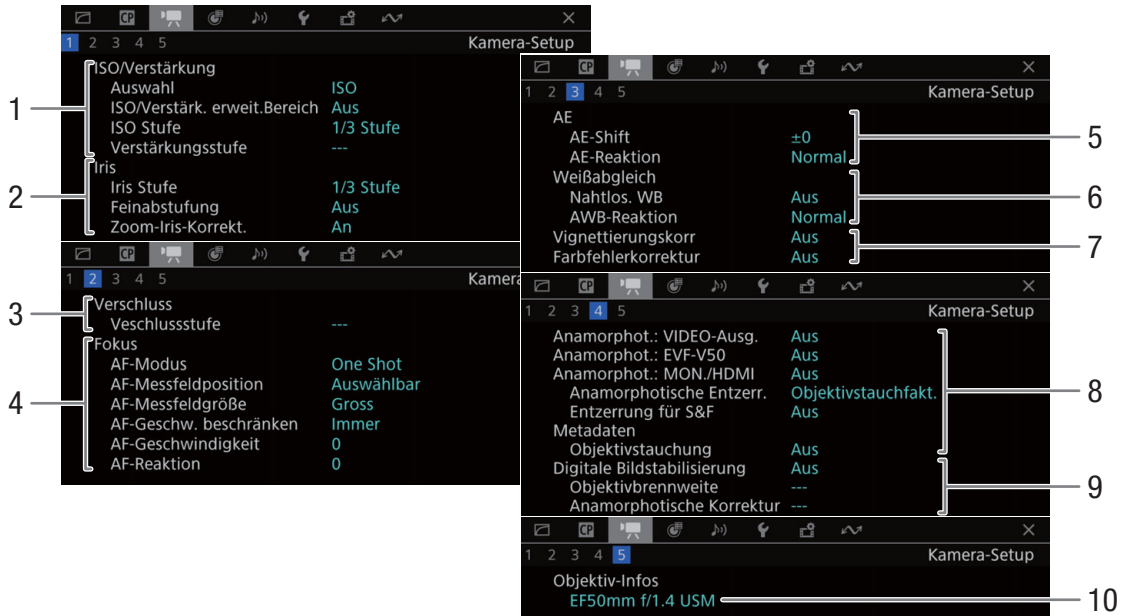 CP
1 2 3 4 5 Kamera-Setup
ISO/Verstärkung
Auswahl ISO
ISO/Verstärk. erweit.Bereich Aus
ISO Stufe 1/3 Stufe
Verstärkungsstufe ---
1
Iris
Iris Stufe 1/3 Stufe
Feinabstufung Aus
Zoom-Iris-Korrekt. An
2
CP
1 2 3 4 5 Kamera
Verschluss
Veschlussstufe ---
3
Fokus
AF-Modus One Shot
AF-Messfeldposition Auswählbar
AF-Messfeldgröße Gross
AF-Geschw. beschränken Immer
AF-Geschwindigkeit 0
AF-Reaktion 0
4
CP
1 2 3 4 5 Kamera-Setup
AE
AE-Shift ±0
AE-Reaktion Normal
5
Weißabgleich
Nahtlos. WB Aus
AWB-Reaktion Normal
6
Vignettierungskorr Aus
Farbfehlerkorrektur Aus
7
CP
1 2 3 4 5 Kamera-Setup
Anamorphot.: VIDEO-Ausg. Aus
Anamorphot.: EVF-V50 Aus
Anamorphot.: MON./HDMI Aus
Anamorphotische Entzerr. Objektivstauchfakt.
Entzerrung für S&F Aus
Metadaten
Objektivstauchung Aus
8
Digitale Bildstabilisierung Aus
Objektivbrennweite ---
Anamorphotische Korrektur ---
9
CP
1 2 3 4 5 Kamera-Setup
Objektiv-Infos
EF50mm f/1.4 USM
10